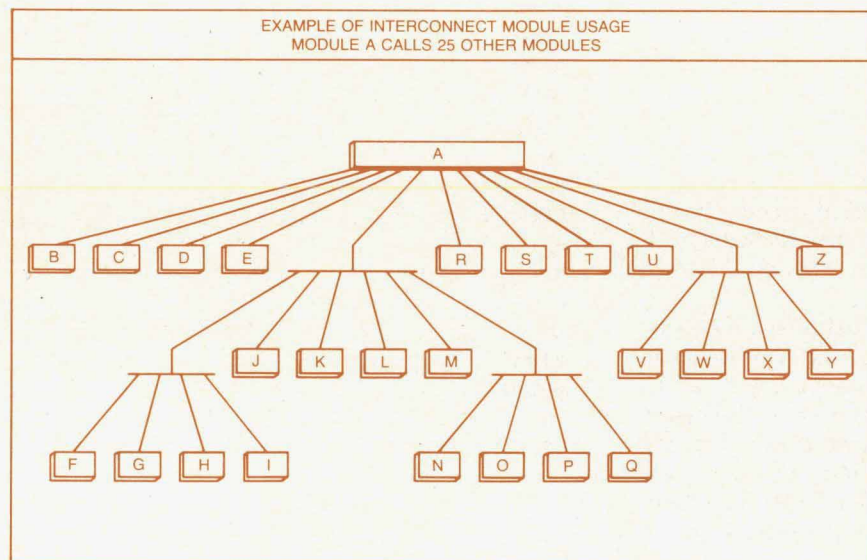 EXAMPLE OF INTERCONNECT MODULE USAGE
MODULE A CALLS 25 OTHER MODULES
A
B C D E R S T U Z
J K L M V W X Y
F G H I N O P Q